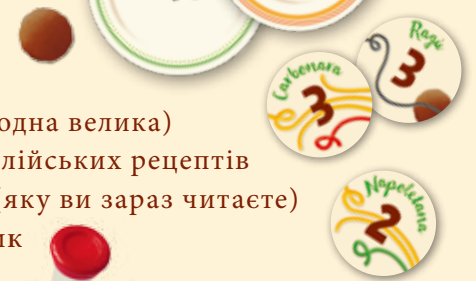 Ragù
3
Carbonara
3
одна велика)
лійських рецептів
(яку ви зараз читаєте)
ик
Napoletana
2